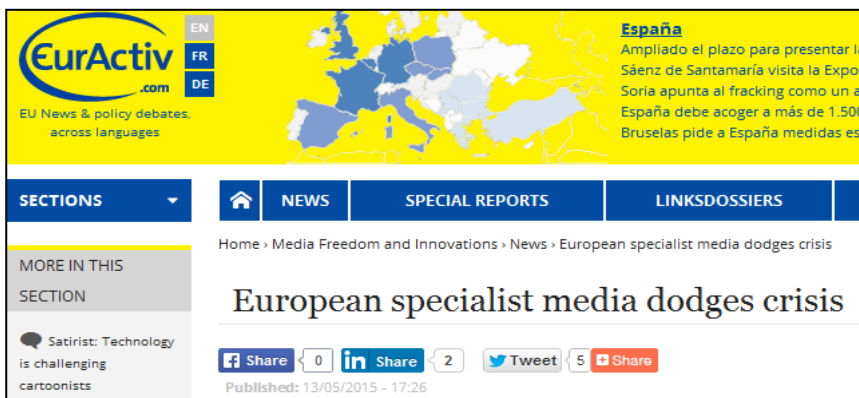 EurActiv
.com
EU News & policy debates,
across languages
EN
FR
DE
España
Ampliado el plazo para presentar
Sáenz de Santamaría visita la Expo
Soria apunta al fracking como un
España debe acoger a más de 1.500
Bruselas pide a España medidas
SECTIONS
NEWS
SPECIAL REPORTS
LINKSDOSSIERS
Home › Media Freedom and Innovations › News › European specialist media dodges crisis
MORE IN THIS
SECTION
Satirist: Technology
is challenging
cartoonists
European specialist media dodges crisis
Share 0
in Share 2
Tweet 5
Share
Published: 13/05/2015 - 17:26